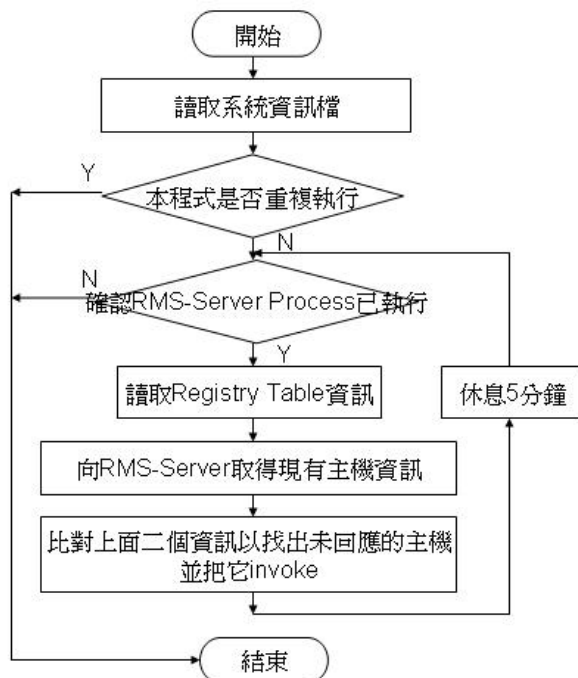 開始
讀取系統資訊檔
Y
本程式是否重複執行
N
N
確認RMS-Server Process已執行
Y
讀取Registry Table資訊
休息5分鐘
向RMS-Server取得現有主機資訊
比對上面二個資訊以找出未回應的主機
並把它invoke
結束